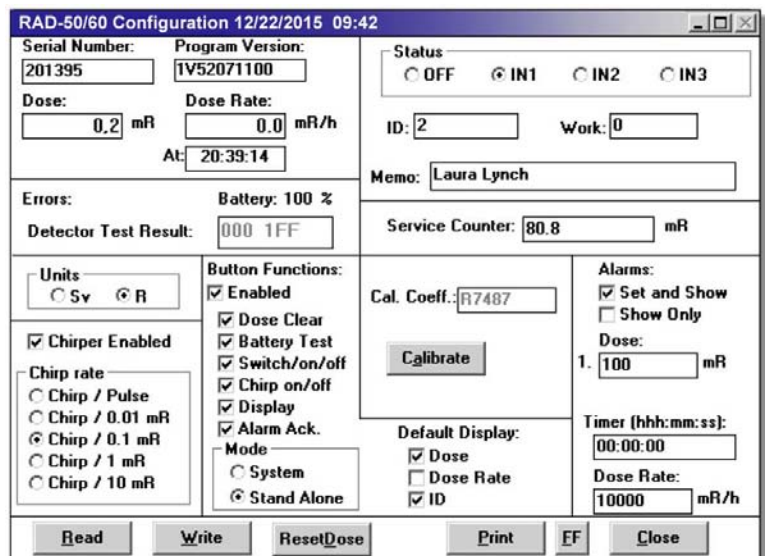 RAD-50/60 Configuration 12/22/2015 09:42
Serial Number: Program Version:
201395 1V52071100
Dose: Dose Rate:
0,2 mR 0.0 mR/h
At: 20:39:14
Status
OFF IN1 IN2 IN3
ID: 2 Work: 0
Memo: Laura Lynch
Errors: Battery: 100 %
Detector Test Result: 000 1FF
Service Counter: 80.8 mR
Units
Sv R
Chirper Enabled
Chirp rate
Chirp / Pulse
Chirp / 0.01 mR
Chirp / 0.1 mR
Chirp / 1 mR
Chirp / 10 mR
Button Functions:
Enabled
Dose Clear
Battery Test
Switch/on/off
Chirp on/off
Display
Alarm Ack.
Mode
System
Stand Alone
Cal. Coeff.: R7487
Calibrate
Default Display:
Dose
Dose Rate
ID
Alarms:
Set and Show
Show Only
Dose:
1. 100 mR
Timer (hhh:mm:ss):
00:00:00
Dose Rate:
10000 mR/h
Read Write ResetDose Print FF Close